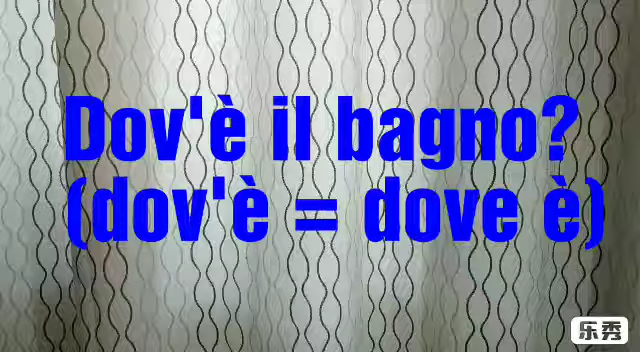 Dov'è il bagno?
(dov'è = dove è)
乐秀